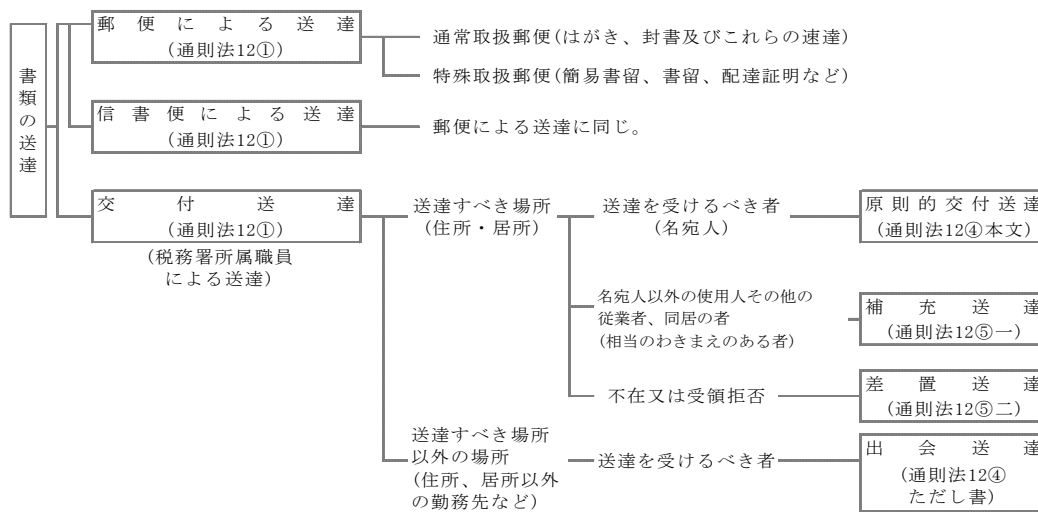 書類の送達
郵便による送達
(通則法12①)
通常取扱郵便(はがき、封書及びこれらの速達)
特殊取扱郵便(簡易書留、書留、配達証明など)
信書便による送達
(通則法12①)
郵便による送達に同じ。
交付送達
(通則法12①)
(税務署所属職員
による送達)
送達すべき場所
(住所・居所)
送達を受けるべき者
(名宛人)
原則的交付送達
(通則法12④本文)
名宛人以外の使用人その他の
従業者、同居の者
(相当のわきまえのある者)
補充送達
(通則法12⑤一)
不在又は受領拒否
差置送達
(通則法12⑤二)
送達すべき場所
以外の場所
(住所、居所以外
の勤務先など)
送達を受けるべき者
出会送達
(通則法12④
ただし書)